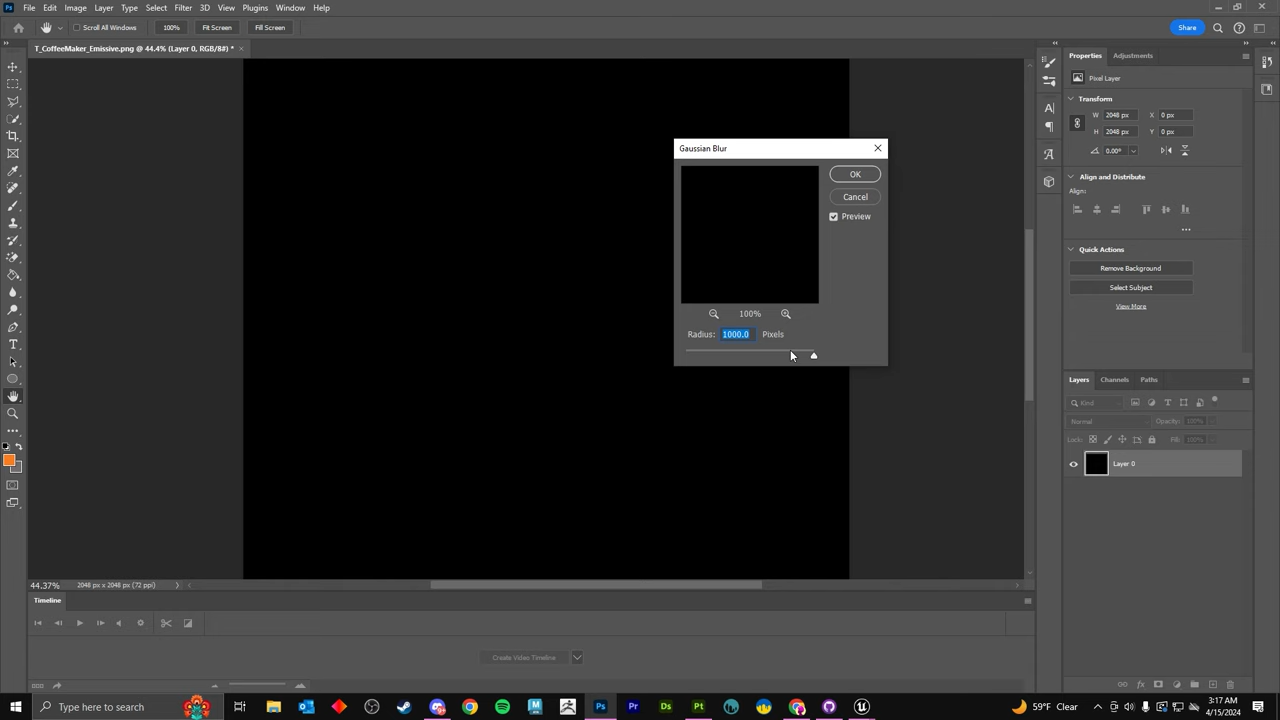 Ps File Edit Image Layer Type Select Filter 3D View Plugins Window Help
Scroll All Windows 100% Fit Screen Fill Screen Share
T_CoffeeMaker_Emissive.png @ 44.4% (Layer 0, RGB/8#) *
Properties Adjustments
Pixel Layer
Transform
W 2048 px X 0 px
H 2048 px Y 0 px
0.00°
Align and Distribute
Align:
Quick Actions
Remove Background
Select Subject
View More
Gaussian Blur
OK
Cancel
Preview
100%
Radius: 1000.0 Pixels
Layers Channels Paths
Kind
Normal Opacity: 100%
Lock: Fill: 100%
Layer 0
44.37% 2048 px x 2048 px (72 ppi)
Timeline
Create Video Timeline
Type here to search
Ps Pr Ds Pt
59°F Clear
3:17 AM
4/15/2024